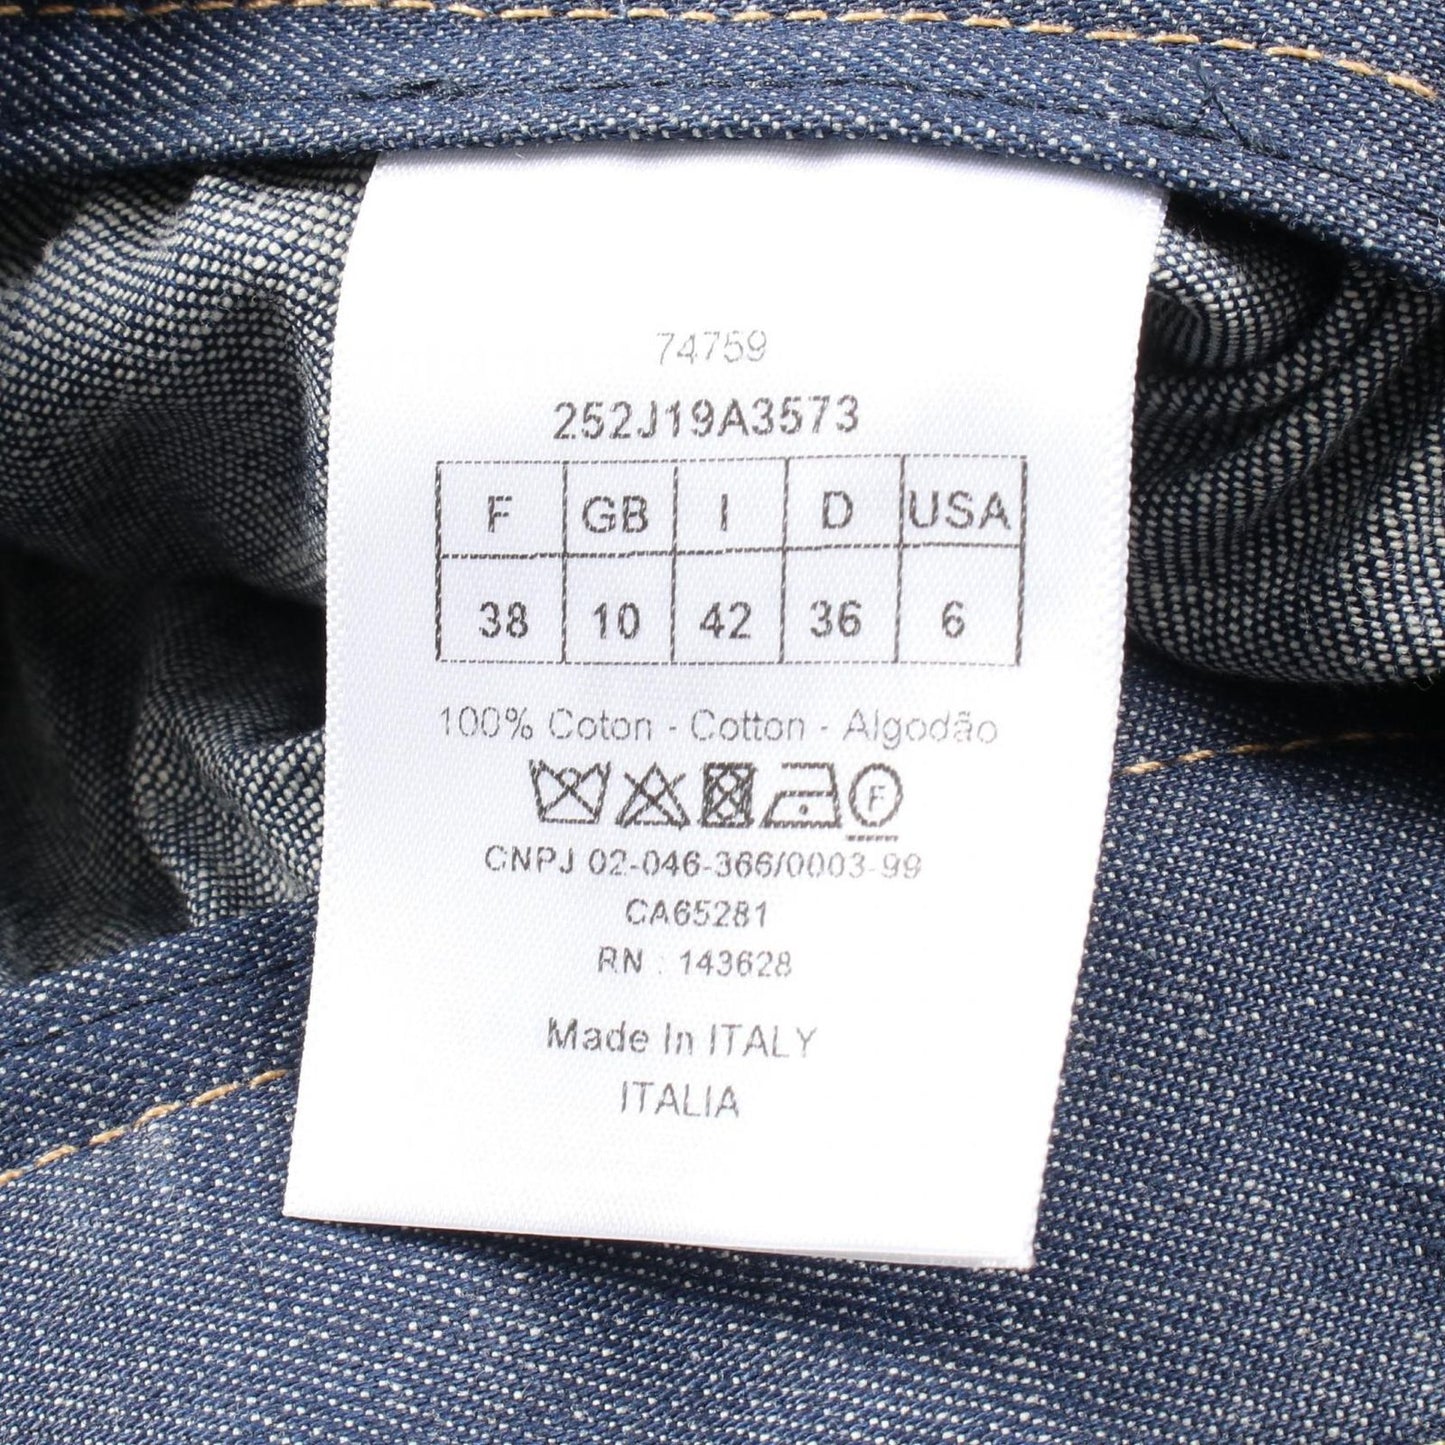 74759
252J19A3573
F GB I D USA
38 10 42 36 6
100% Coton - Cotton - Algodão
F
CNPJ 02-046-366/0003-99
CA65281
RN : 143628
Made In ITALY
ITALIA